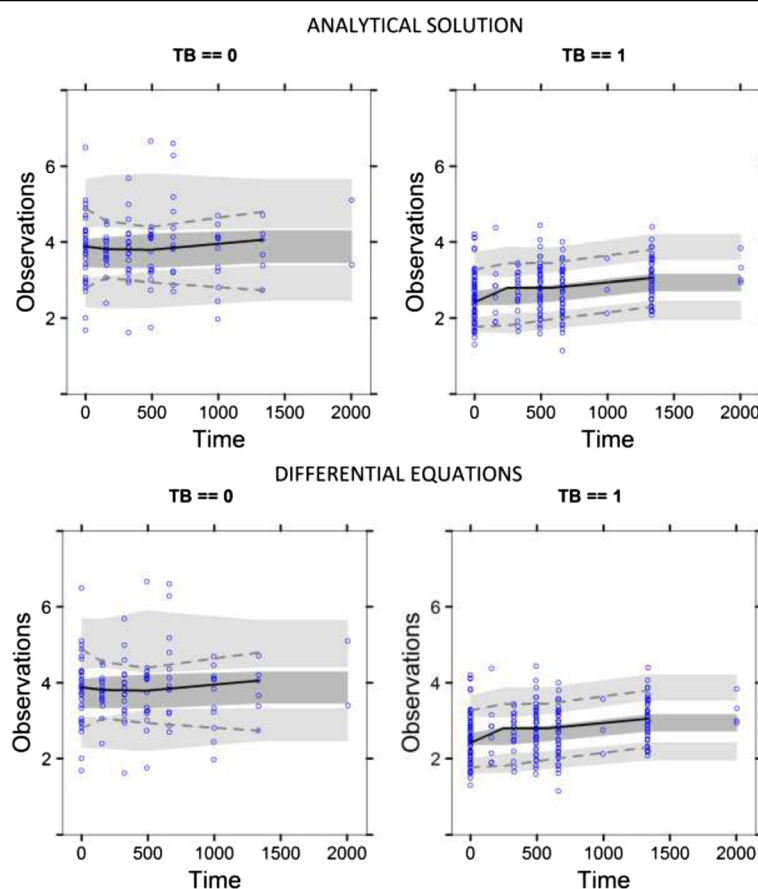 ANALYTICAL SOLUTION
TB == 0
TB == 1
Observations
6
4
2
0 500 1000 1500 2000
Time
Observations
6
4
2
0 500 1000 1500 2000
Time
DIFFERENTIAL EQUATIONS
TB == 0
TB == 1
Observations
6
4
2
0 500 1000 1500 2000
Time
Observations
6
4
2
0 500 1000 1500 2000
Time